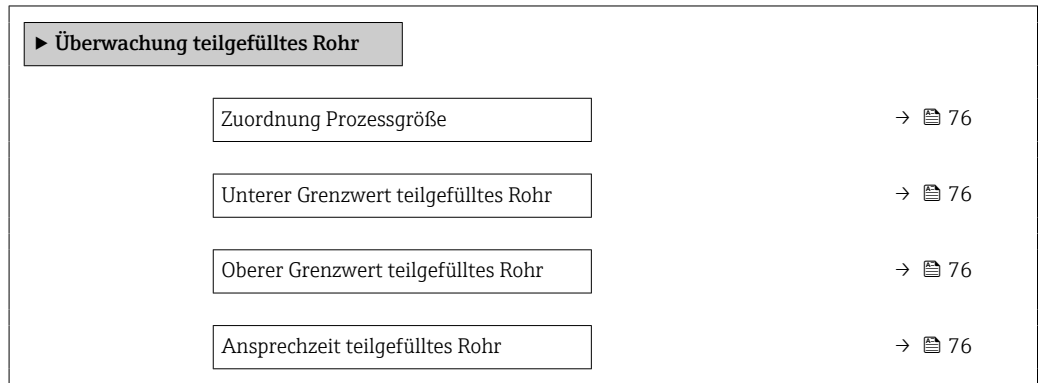 ▶ Überwachung teilgefülltes Rohr
Zuordnung Prozessgröße → 76
Unterer Grenzwert teilgefülltes Rohr → 76
Oberer Grenzwert teilgefülltes Rohr → 76
Ansprechzeit teilgefülltes Rohr → 76